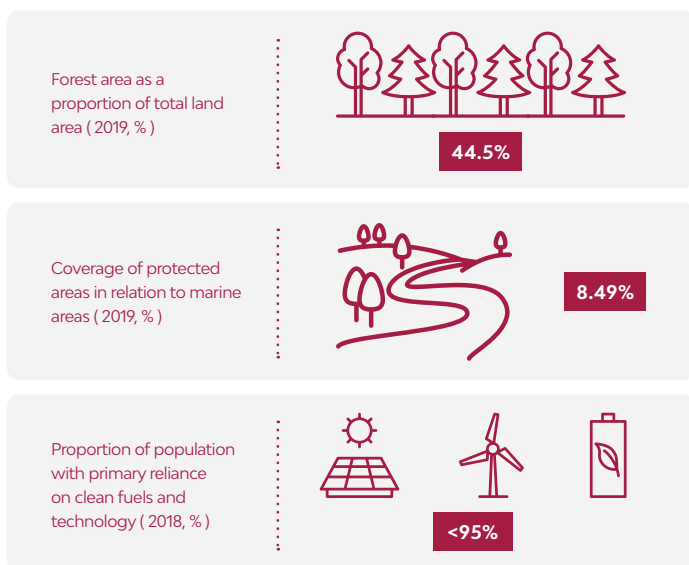 Forest area as a
proportion of total land
area ( 2019, % )
44.5%
Coverage of protected
areas in relation to marine
areas ( 2019, % )
8.49%
Proportion of population
with primary reliance
on clean fuels and
technology ( 2018, % )
<95%